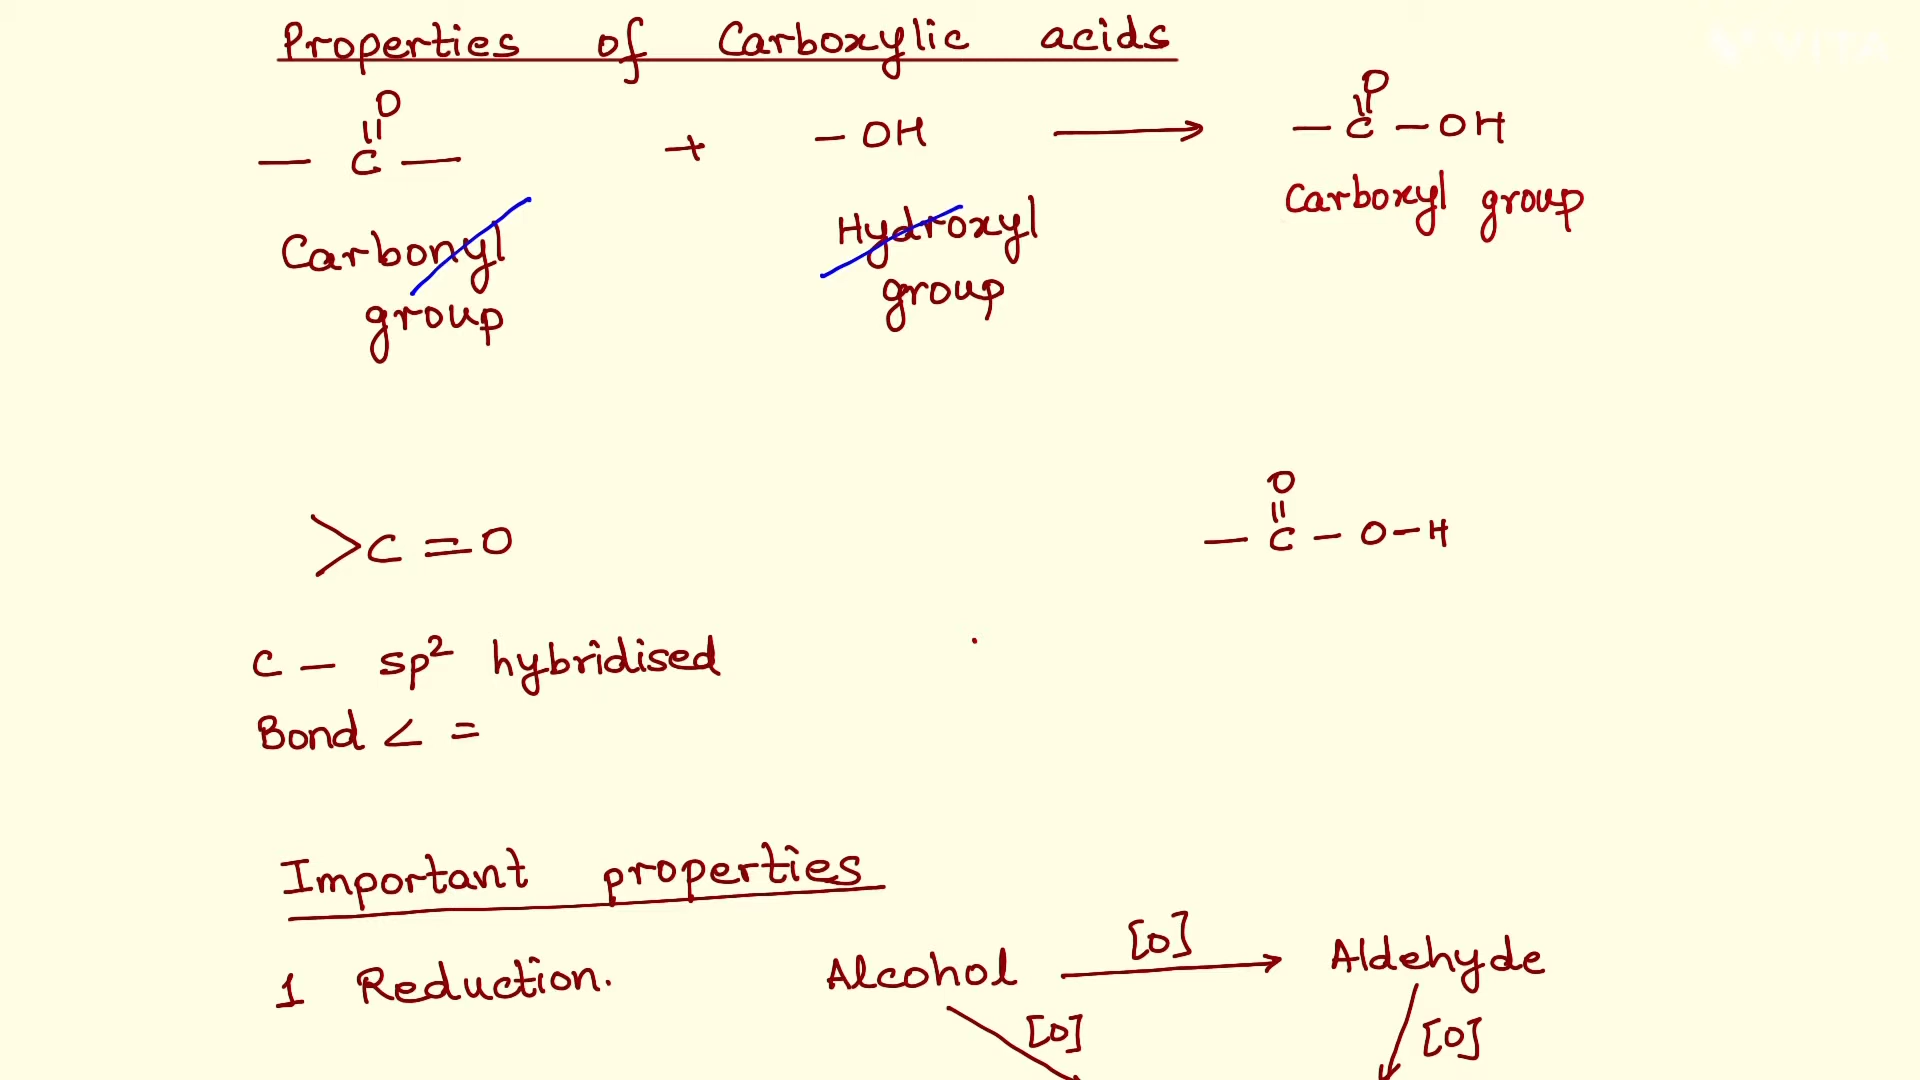 Properties of Carboxylic acids
O
||
— C — + — OH ⟶ — C — OH
O
||
Carbonyl group
Hydroxyl group
Carboxyl group
>C = O
O
||
— C — O — H
C — sp² hybridised
Bond ∠ =
Important properties
1 Reduction.
Alcohol [O] ⟶ Aldehyde
[O] [O]